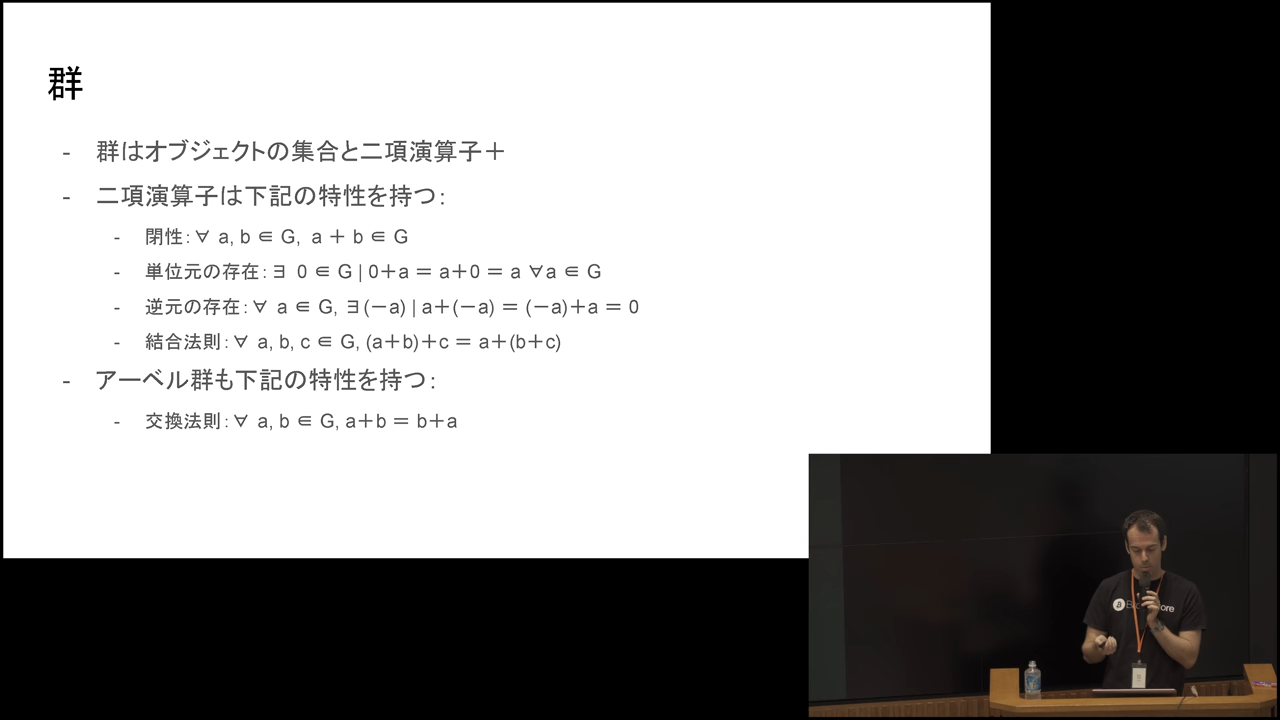 群
- 群はオブジェクトの集合と二項演算子＋
- 二項演算子は下記の特性を持つ：
- 閉性：∀ a, b ∈ G, a ＋ b ∈ G
- 単位元の存在：∃ 0 ∈ G | 0＋a ＝ a＋0 ＝ a ∀a ∈ G
- 逆元の存在：∀ a ∈ G, ∃(－a) | a＋(－a) ＝ (－a)＋a ＝ 0
- 結合法則：∀ a, b, c ∈ G, (a＋b)＋c ＝ a＋(b＋c)
- アーベル群も下記の特性を持つ：
- 交換法則：∀ a, b ∈ G, a＋b ＝ b＋a